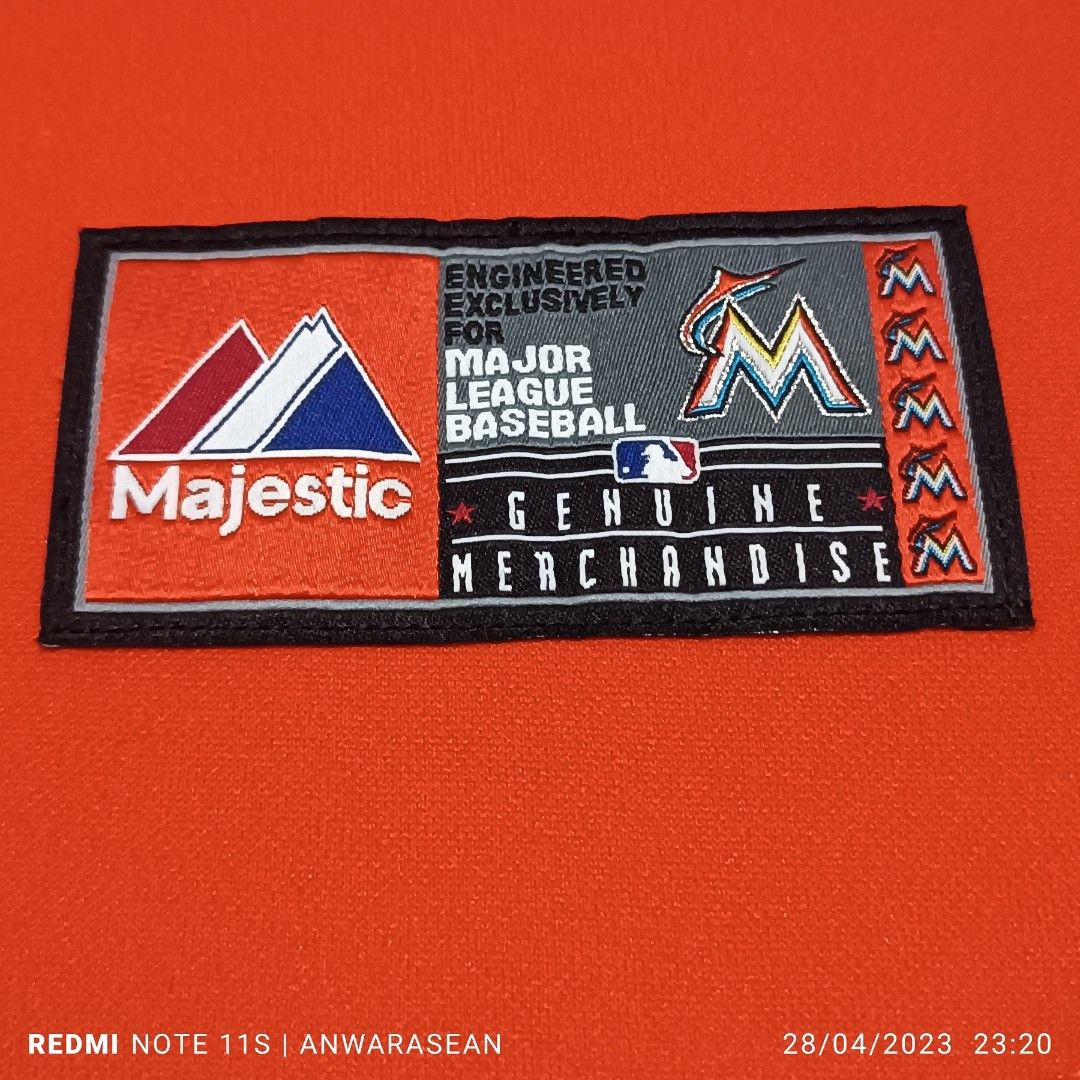 Majestic
ENGINEERED
EXCLUSIVELY
FOR
MAJOR
LEAGUE
BASEBALL
GENUINE
MERCHANDISE
REDMI NOTE 11S | ANWARASEAN
28/04/2023 23:20